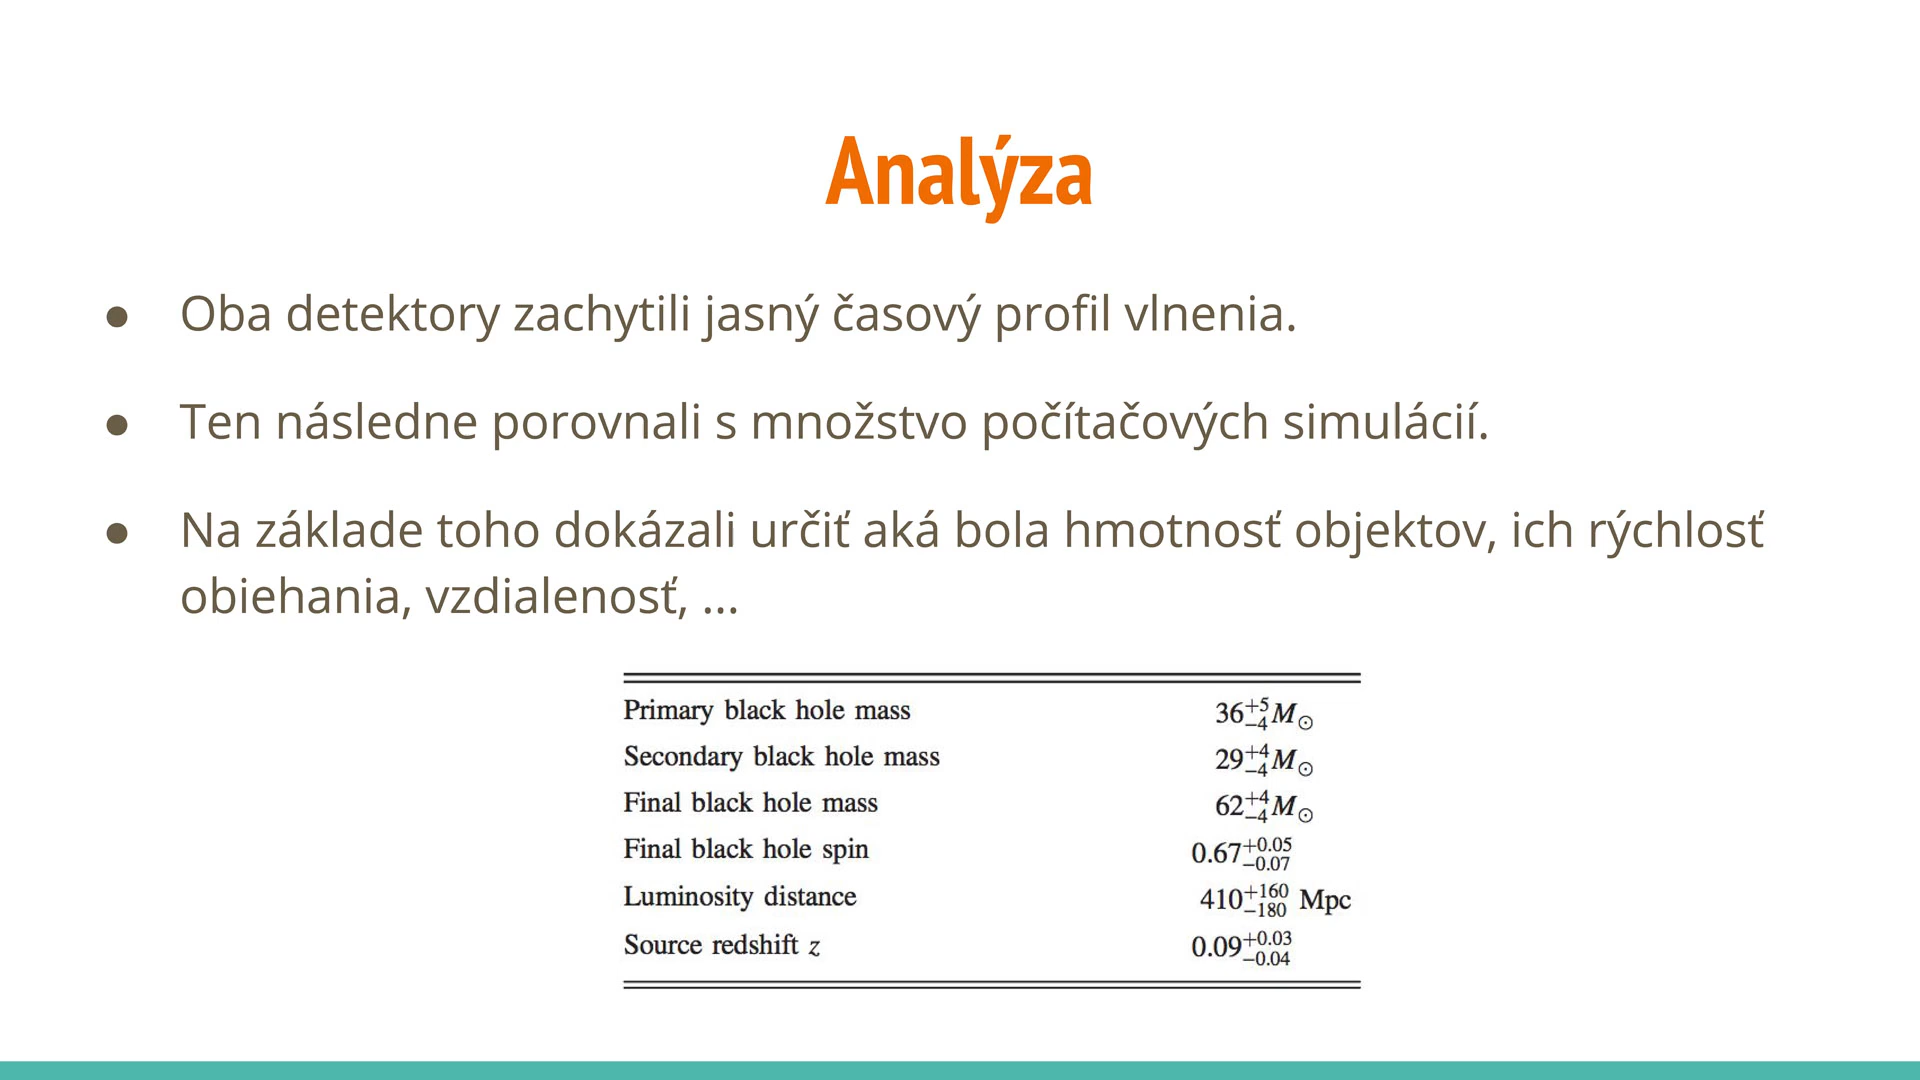 Analýza
● Oba detektory zachytili jasný časový profil vlnenia.
● Ten následne porovnali s množstvo počítačových simulácií.
● Na základe toho dokázali určiť aká bola hmotnosť objektov, ich rýchlosť
obiehania, vzdialenosť, ...
Primary black hole mass 36 +5 −4 M⊙
Secondary black hole mass 29 +4 −4 M⊙
Final black hole mass 62 +4 −4 M⊙
Final black hole spin 0.67 +0.05 −0.07
Luminosity distance 410 +160 −180 Mpc
Source redshift z 0.09 +0.03 −0.04